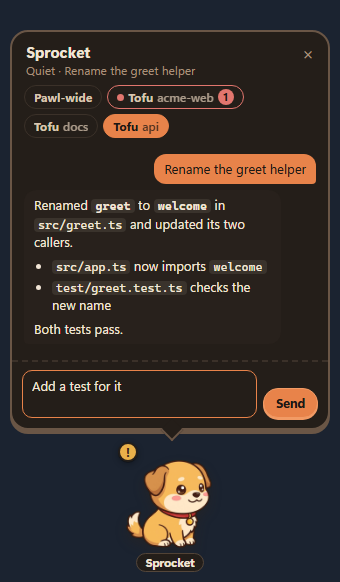 Sprocket
×
Quiet · Rename the greet helper
Pawl-wide
Tofu acme-web 1
Tofu docs
Tofu api
Rename the greet helper
Renamed greet to welcome in
src/greet.ts and updated its two
callers.
• src/app.ts now imports welcome
• test/greet.test.ts checks the
new name
Both tests pass.
Add a test for it
Send
!
Sprocket